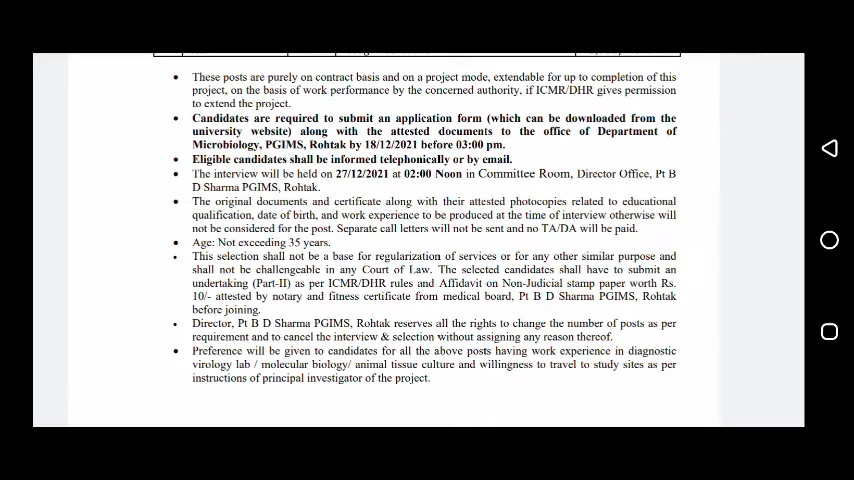 These posts are purely on contract basis and on a project mode, extendable for up to completion of this
project, on the basis of work performance by the concerned authority, if ICMR/DHR gives permission
to extend the project.
Candidates are required to submit an application form (which can be downloaded from the
university website) along with the attested documents to the office of Department of
Microbiology, PGIMS, Rohtak by 18/12/2021 before 03:00 pm.
Eligible candidates shall be informed telephonically or by email.
The interview will be held on 27/12/2021 at 02:00 Noon in Committee Room, Director Office, Pt B
D Sharma PGIMS, Rohtak.
The original documents and certificate along with their attested photocopies related to educational
qualification, date of birth, and work experience to be produced at the time of interview otherwise will
not be considered for the post. Separate call letters will not be sent and no TA/DA will be paid.
Age: Not exceeding 35 years.
This selection shall not be a base for regularization of services or for any other similar purpose and
shall not be challengeable in any Court of Law. The selected candidates shall have to submit an
undertaking (Part-II) as per ICMR/DHR rules and Affidavit on Non-Judicial stamp paper worth Rs.
10/- attested by notary and fitness certificate from medical board, Pt B D Sharma PGIMS, Rohtak
before joining.
Director, Pt B D Sharma PGIMS, Rohtak reserves all the rights to change the number of posts as per
requirement and to cancel the interview & selection without assigning any reason thereof.
Preference will be given to candidates for all the above posts having work experience in diagnostic
virology lab / molecular biology/ animal tissue culture and willingness to travel to study sites as per
instructions of principal investigator of the project.